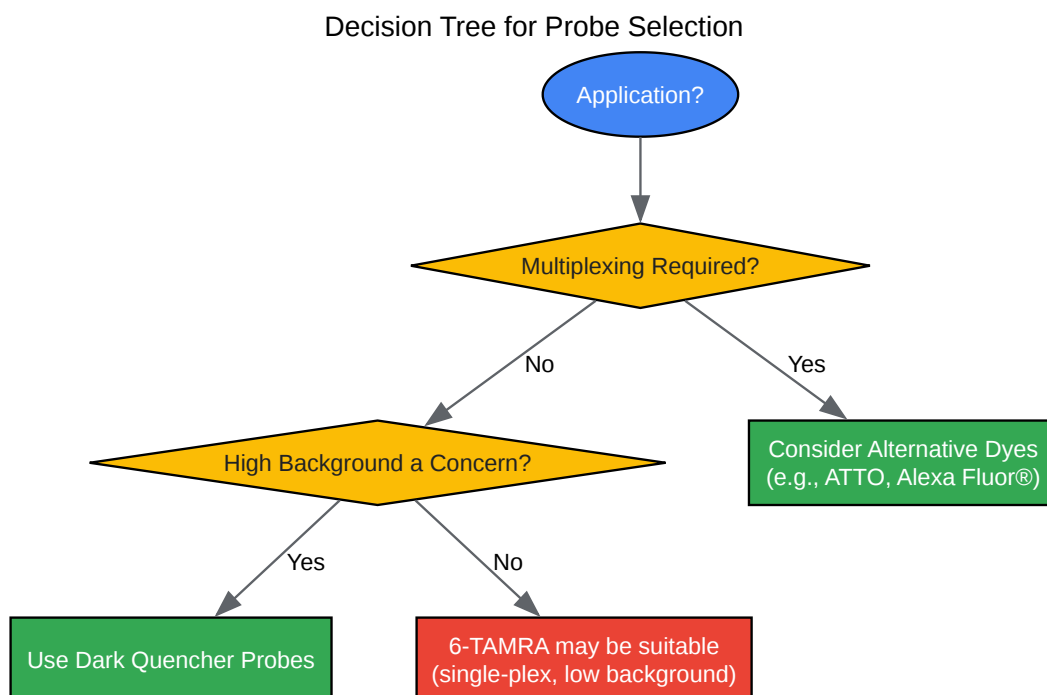 Decision Tree for Probe Selection
Application?
Multiplexing Required?
No
Yes
High Background a Concern?
Consider Alternative Dyes
(e.g., ATTO, Alexa Fluor®)
Yes
No
Use Dark Quencher Probes
6-TAMRA may be suitable
(single-plex, low background)